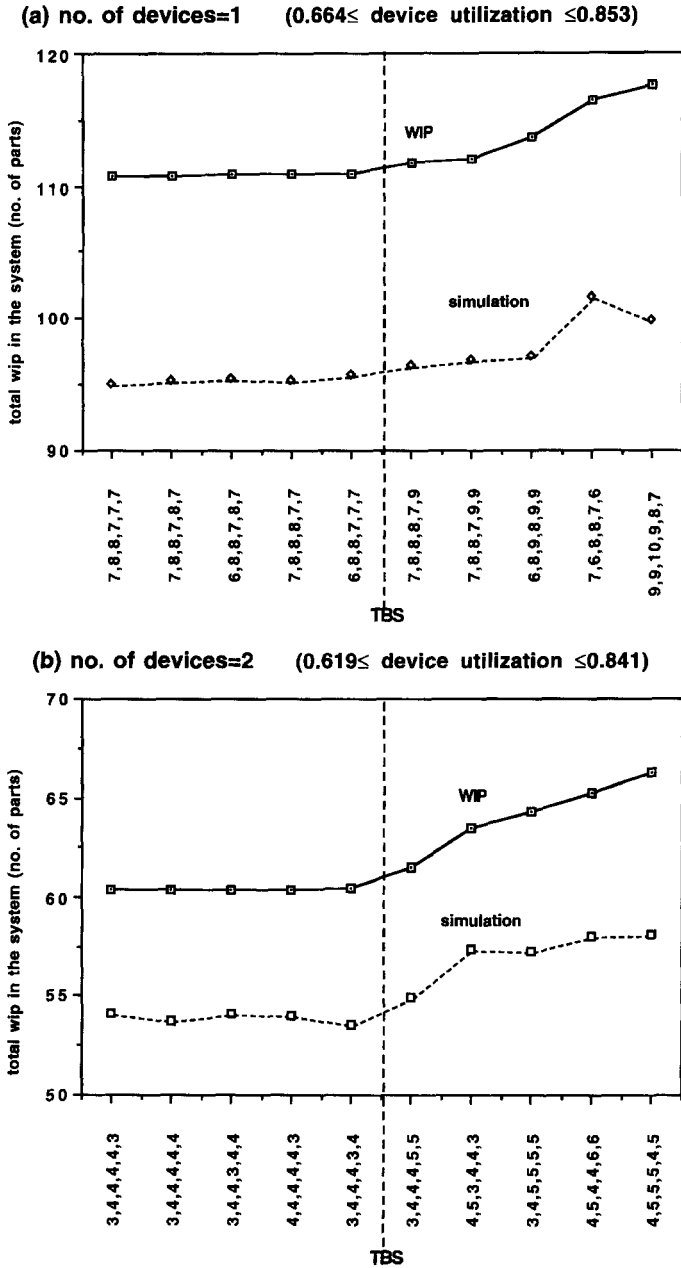 (a) no. of devices=1 (0.664≤ device utilization ≤0.853)
total wip in the system (no. of parts)
120
110
100
90
WIP
simulation
7,8,8,7,7,7
7,8,8,7,8,7
6,8,8,7,8,7
7,8,8,8,7,7
6,8,8,7,7,7
7,8,8,8,7,9
7,8,8,7,9,9
6,8,9,8,9,9
7,6,8,8,7,6
9,9,10,9,8,7
TBS
(b) no. of devices=2 (0.619≤ device utilization ≤0.841)
total wip in the system (no. of parts)
70
65
60
55
50
WIP
simulation
3,4,4,4,4,3
3,4,4,4,4,4
3,4,4,3,4,4
4,4,4,4,4,3
3,4,4,4,3,4
3,4,4,4,5,5
4,5,3,4,4,3
3,4,5,5,5,5
4,5,4,4,6,6
4,5,5,5,4,5
TBS